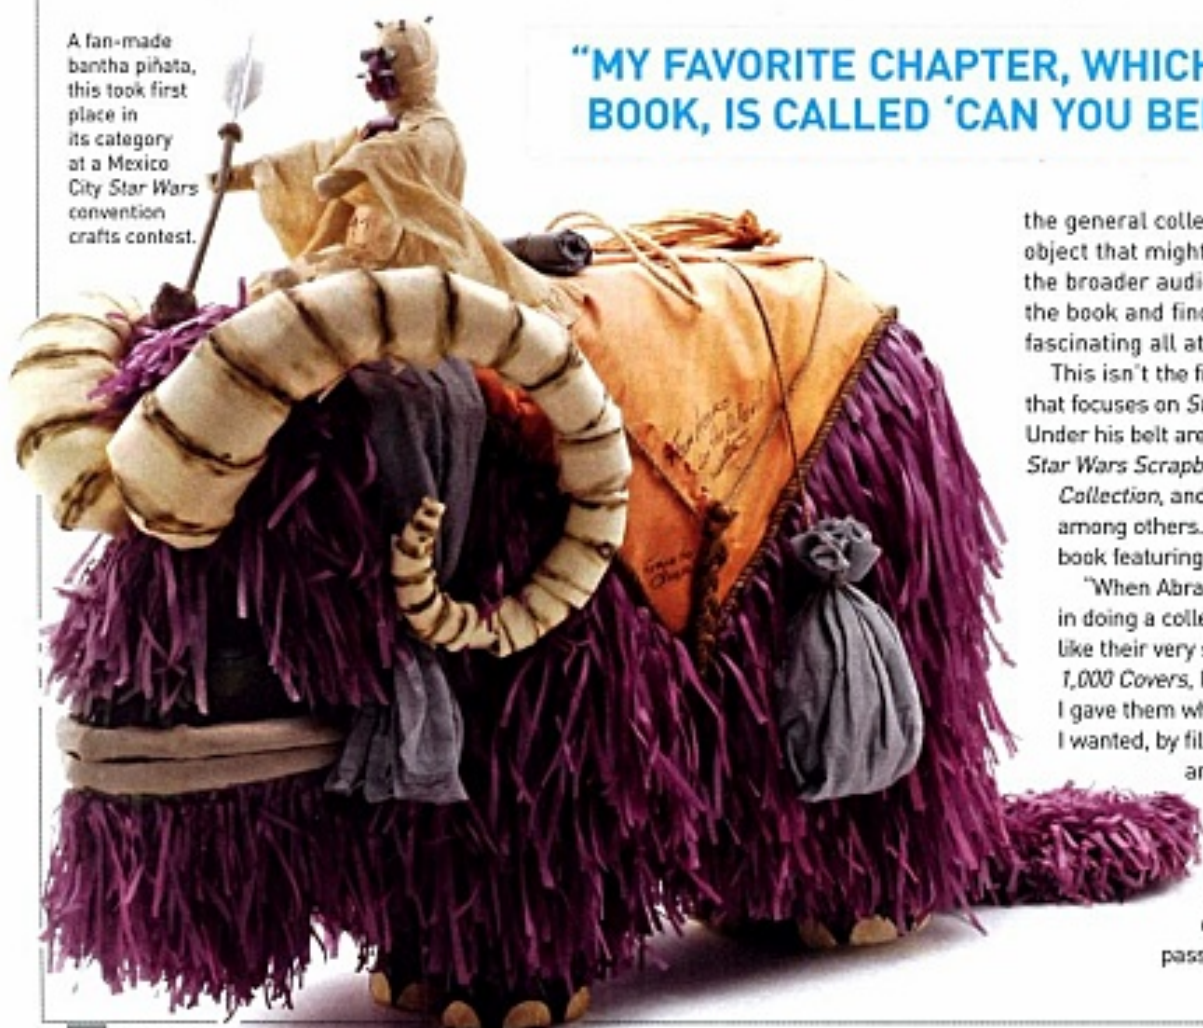 A fan-made
bantha piñata,
this took first
place in
its category
at a Mexico
City Star Wars
convention
crafts contest.
"MY FAVORITE CHAPTER, WHICH
BOOK, IS CALLED 'CAN YOU BE
the general colle
object that might
the broader audi
the book and find
fascinating all at
This isn't the fi
that focuses on S
Under his belt are
Star Wars Scrapb
Collection, and
among others.
book featuring
"When Abra
in doing a colle
like their very s
1,000 Covers,
I gave them wh
I wanted, by fil
ar
pass